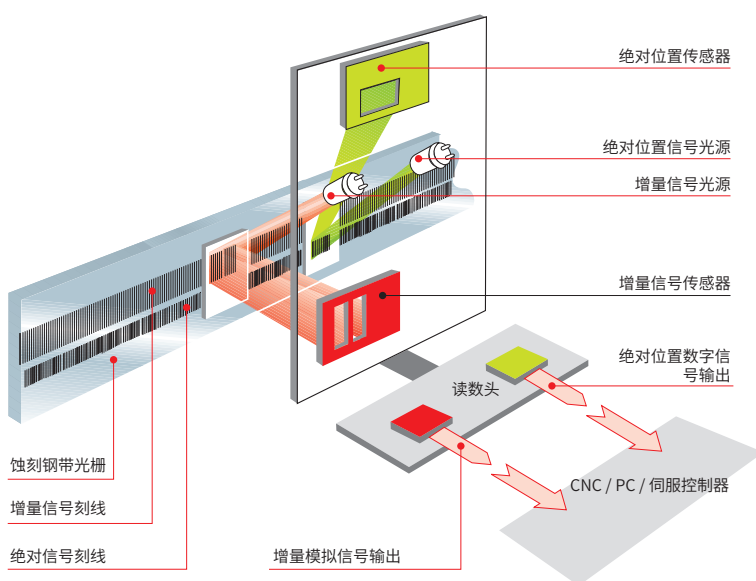 绝对位置传感器
绝对位置信号光源
增量信号光源
增量信号传感器
绝对位置数字信
号输出
读数头
CNC / PC / 伺服控制器
蚀刻钢带光栅
增量信号刻线
绝对信号刻线
增量模拟信号输出